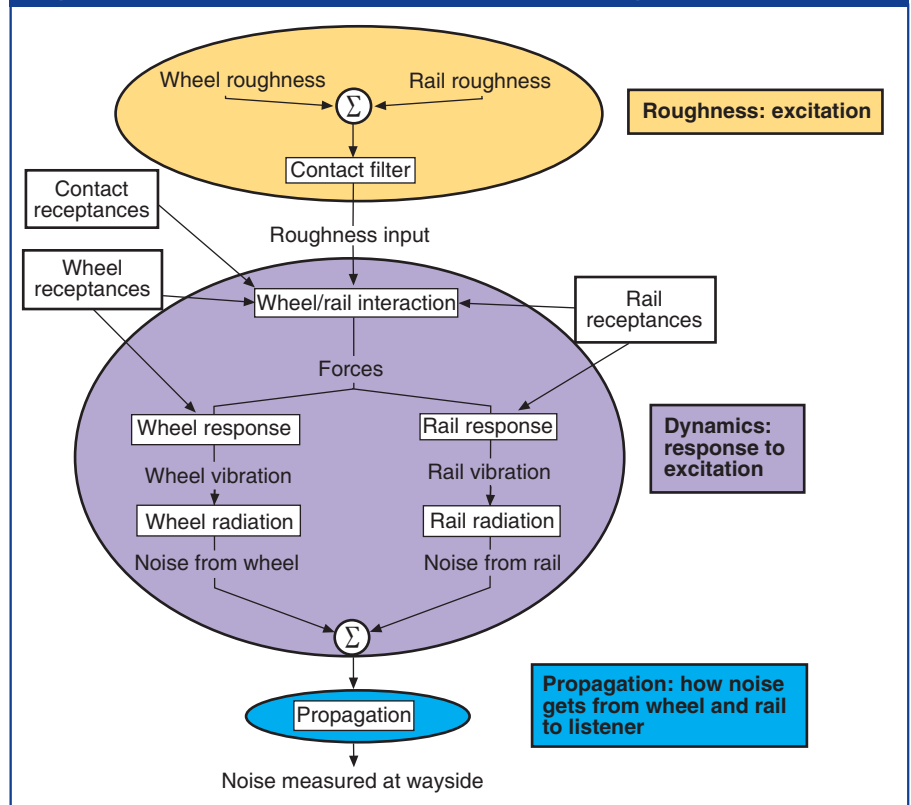 Wheel roughness
Rail roughness
Σ
Roughness: excitation
Contact filter
Contact
receptances
Roughness input
Wheel
receptances
Wheel/rail interaction
Rail
receptances
Forces
Wheel response
Rail response
Dynamics:
response to
excitation
Wheel vibration
Rail vibration
Wheel radiation
Rail radiation
Noise from wheel
Noise from rail
Σ
Propagation: how noise
gets from wheel and rail
to listener
Propagation
Noise measured at wayside